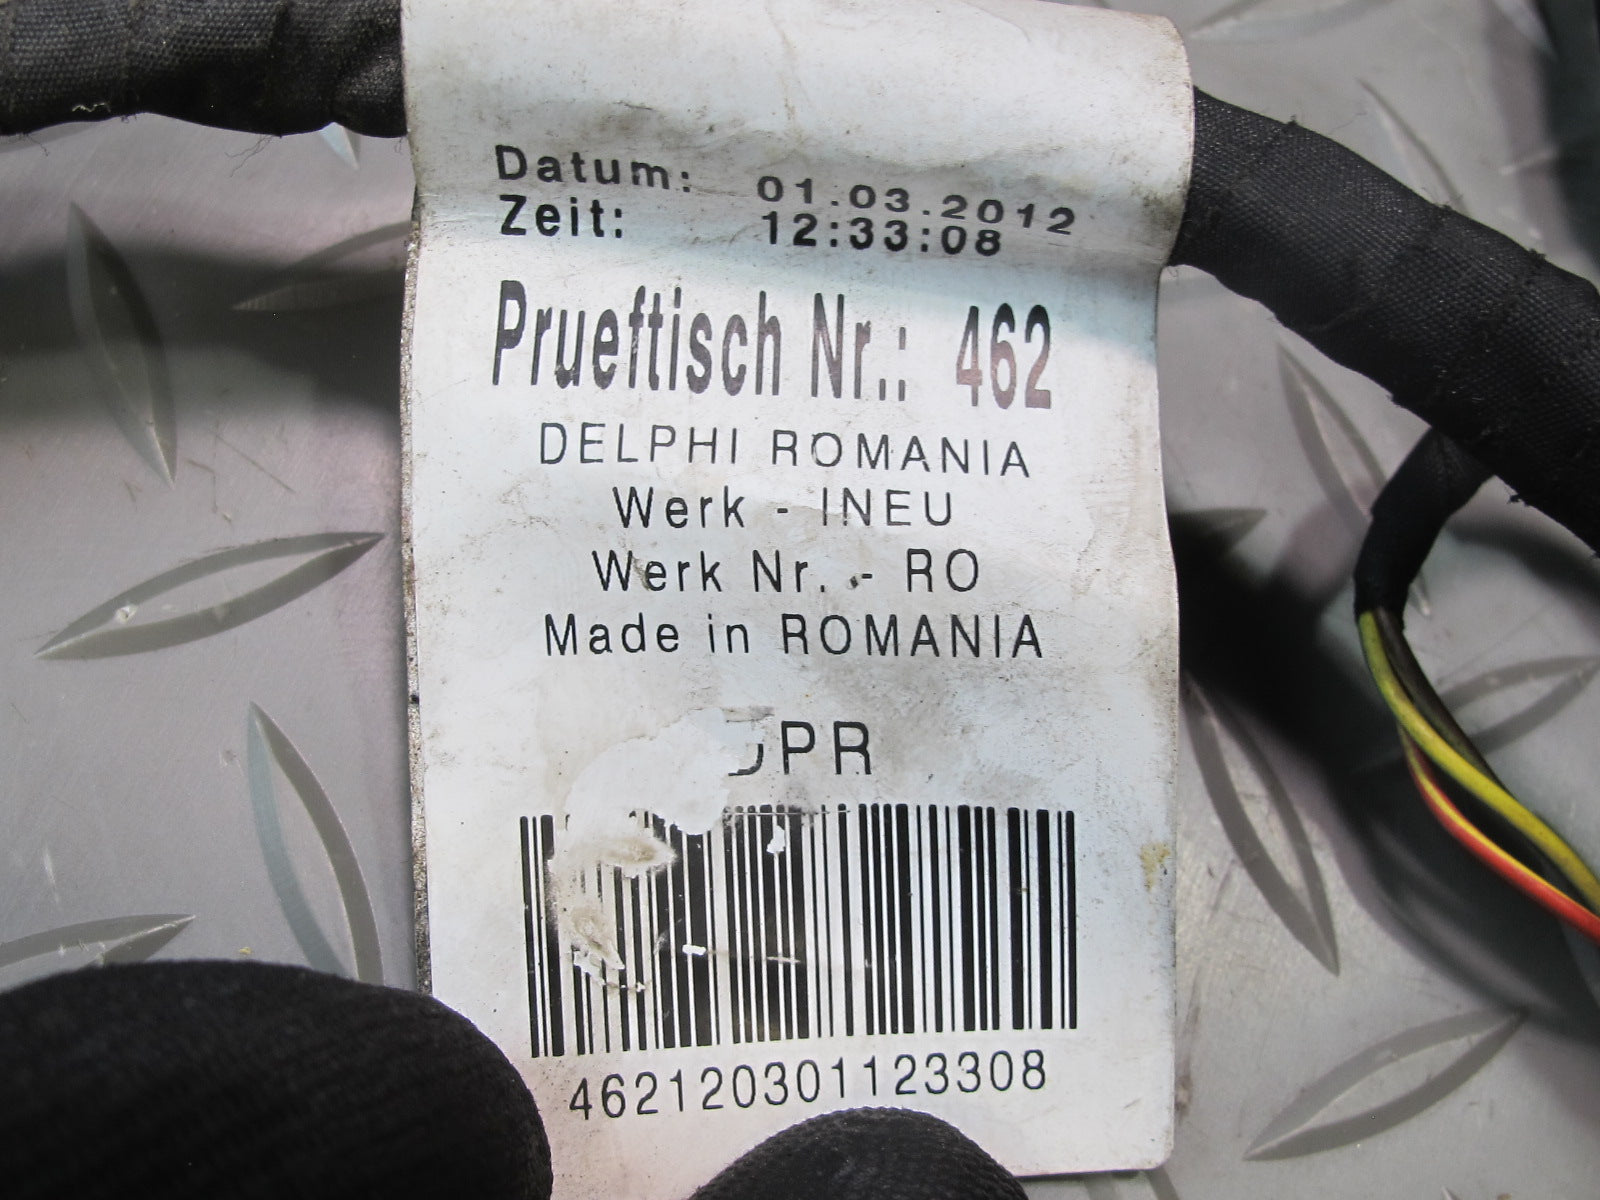 Datum: 01.03.2012
Zeit: 12:33:08
Prueftisch Nr.: 462
DELPHI ROMANIA
Werk - INEU
Werk Nr. - RO
Made in ROMANIA
462120301123308